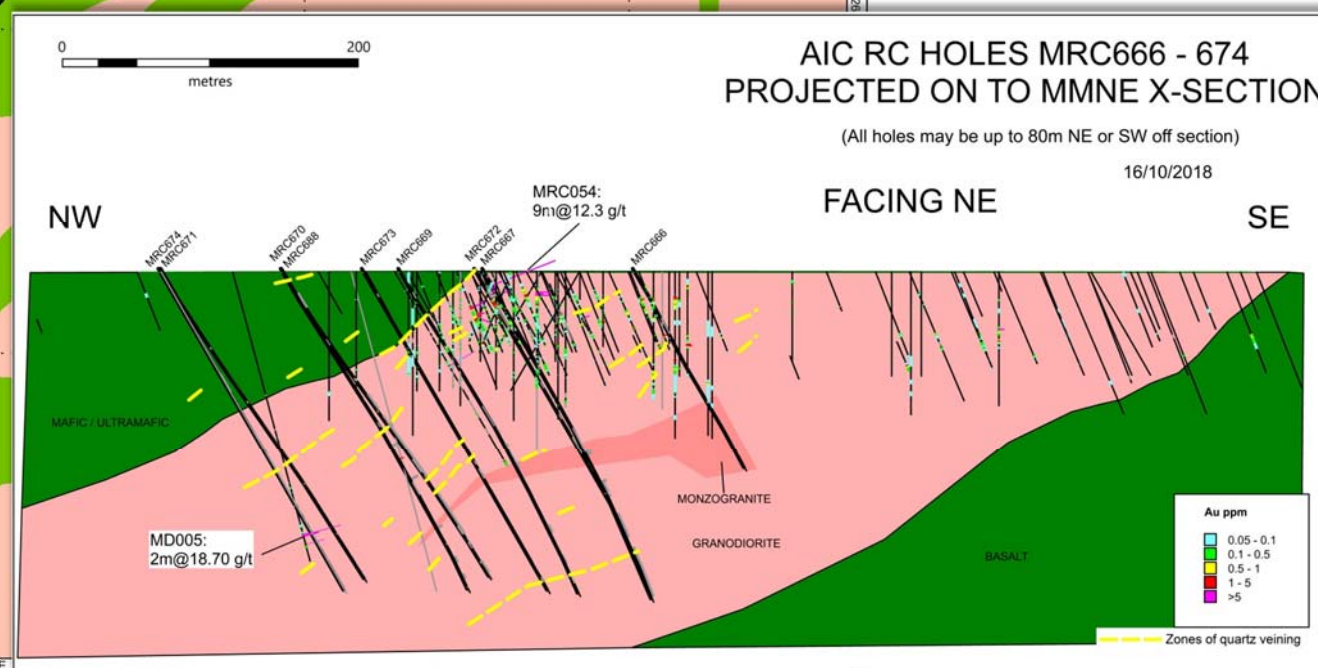 0 200
metres
AIC RC HOLES MRC666 - 674
PROJECTED ON TO MMNE X-SECTION
(All holes may be up to 80m NE or SW off section)
16/10/2018
NW
FACING NE
SE
MRC054:
9m@12.3 g/t
MRC674
MRC671
MRC670
MRC688
MRC673
MRC669
MRC672
MRC667
MRC666
MAFIC / ULTRAMAFIC
MONZOGRANITE
GRANODIORITE
BASALT
MD005:
2m@18.70 g/t
Au ppm
0.05 - 0.1
0.1 - 0.5
0.5 - 1
1 - 5
>5
Zones of quartz veining